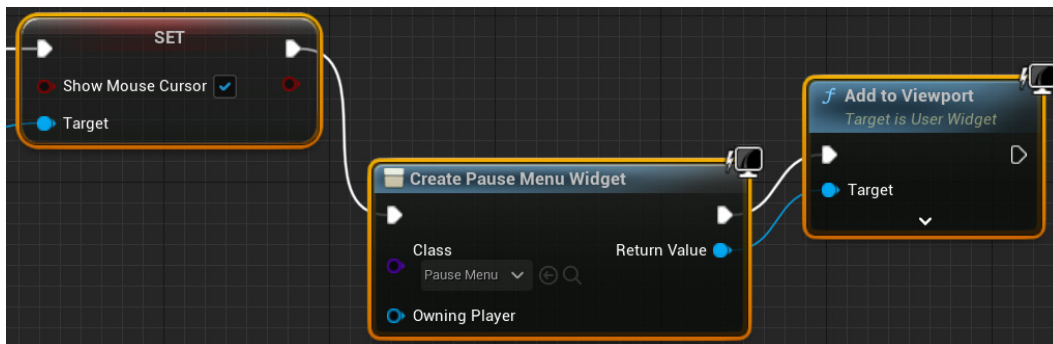 SET
Show Mouse Cursor
Target
Create Pause Menu Widget
Class
Return Value
Pause Menu
Owning Player
f Add to Viewport
Target is User Widget
Target